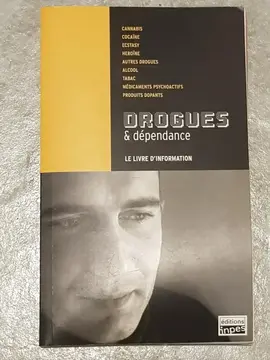 CANNABIS
COCAÏNE
ECSTASY
HÉROÏNE
AUTRES DROGUES
ALCOOL
TABAC
MÉDICAMENTS PSYCHOACTIFS
PRODUITS DOPANTS
DROGUES
& dépendance
LE LIVRE D'INFORMATION
éditions
inpes